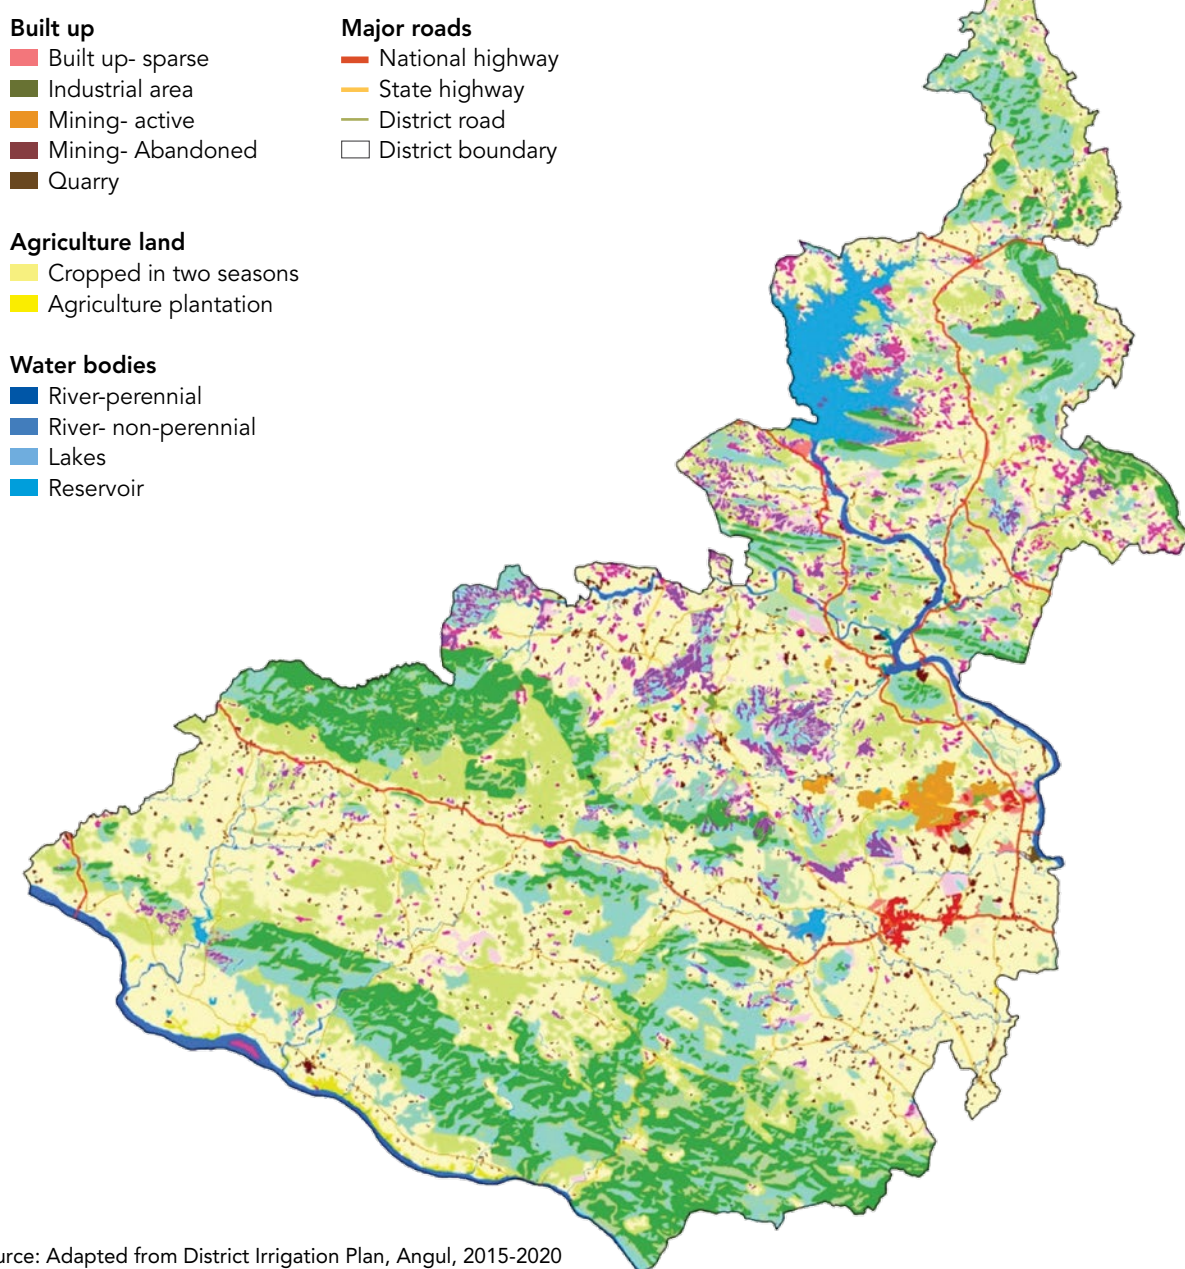 Built up
Built up- sparse
Industrial area
Mining- active
Mining- Abandoned
Quarry
Agriculture land
Cropped in two seasons
Agriculture plantation
Water bodies
River-perennial
River- non-perennial
Lakes
Reservoir
Major roads
National highway
State highway
District road
District boundary
urce: Adapted from District Irrigation Plan, Angul, 2015-2020